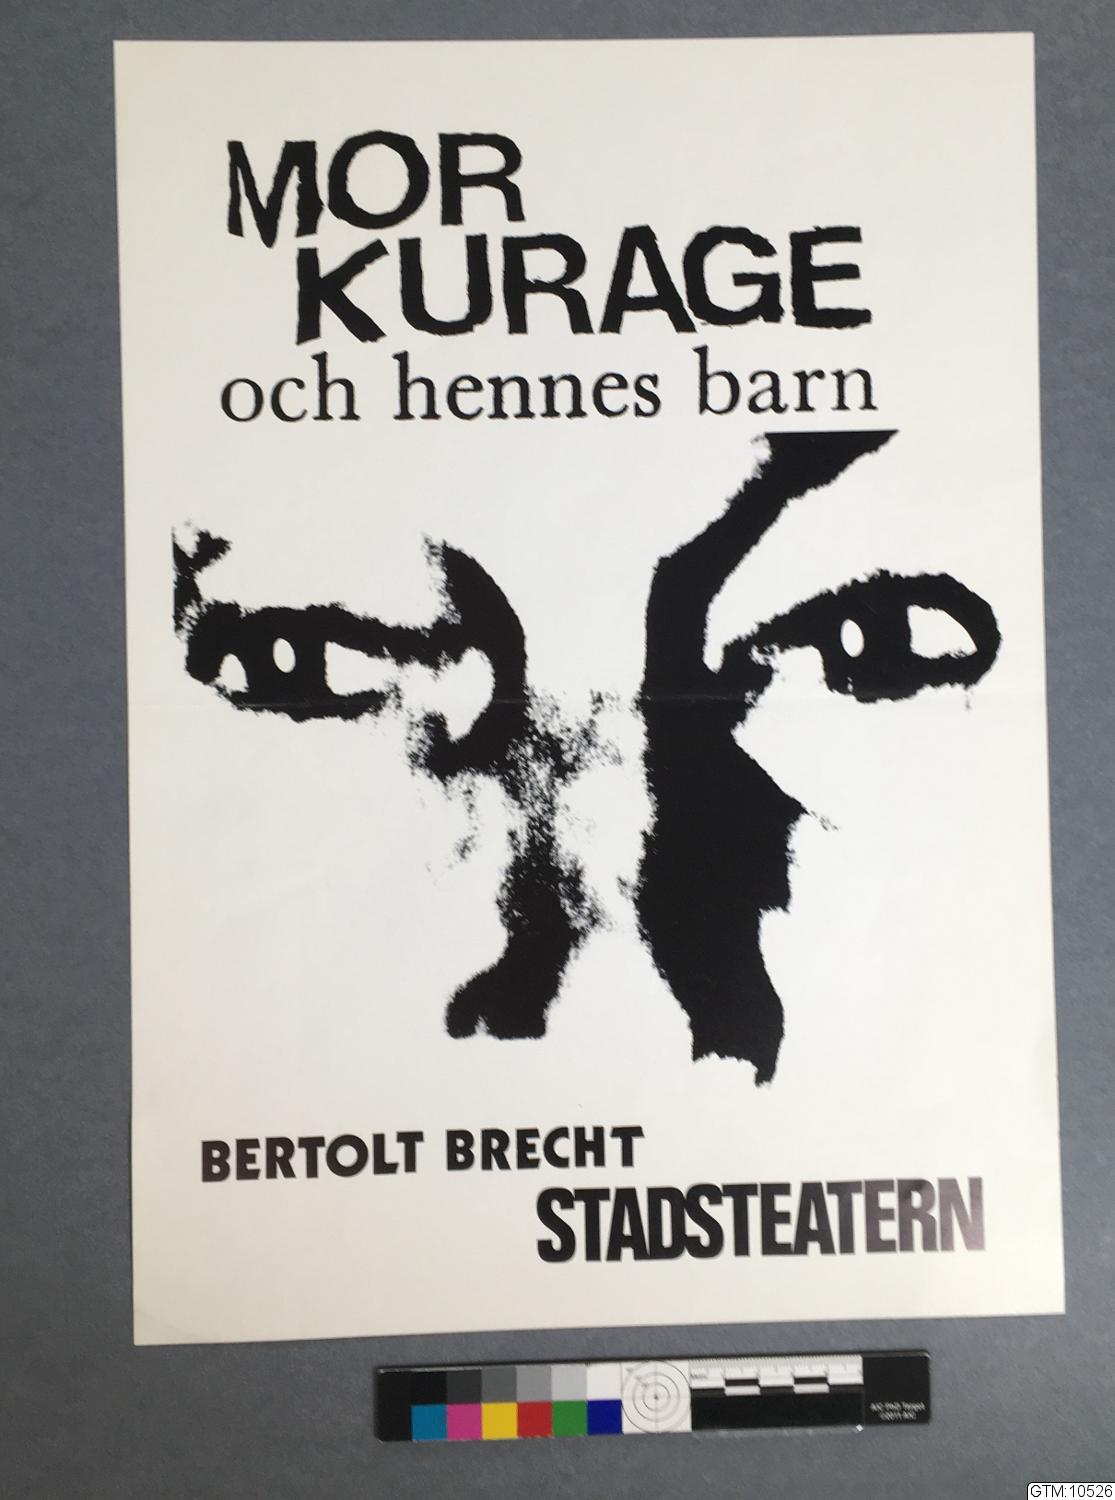 MOR
KURAGE
och hennes barn
BERTOLT BRECHT
STADSTEATERN
GTM:10526